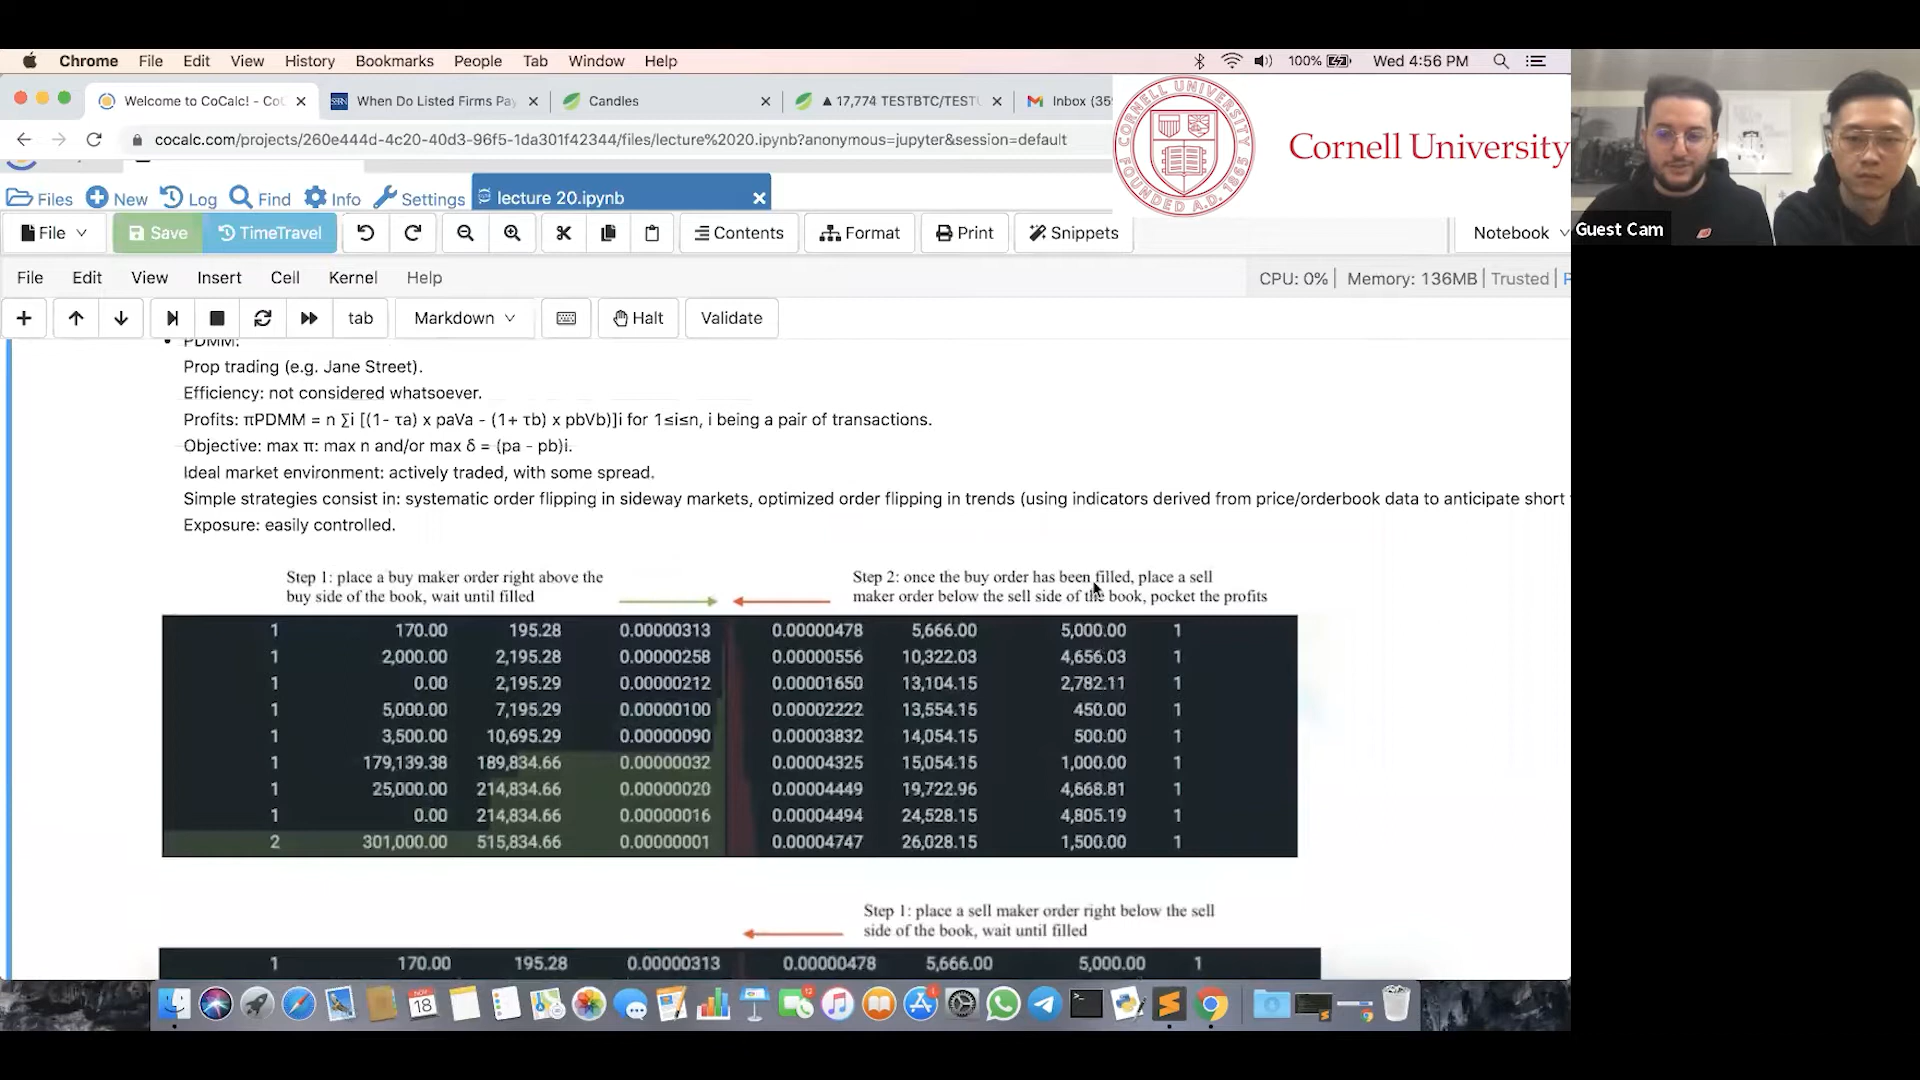 Chrome File Edit View History Bookmarks People Tab Window Help 100% Wed 4:56 PM
Welcome to CoCalc! - Co × When Do Listed Firms Pay × Candles × ▲ 17,774 TESTBTC/TEST × Inbox (35
cocalc.com/projects/260e444d-4c20-40d3-96f5-1da301f42344/files/lecture%2020.ipynb?anonymous=jupyter&session=default
CORNELL UNIVERSITY FOUNDED A.D. 1865
Cornell University
Files New Log Find Info Settings lecture 20.ipynb ×
File Save TimeTravel Contents Format Print Snippets Notebook
Guest Cam
File Edit View Insert Cell Kernel Help CPU: 0% | Memory: 136MB | Trusted |
tab Markdown Halt Validate
• PDMM:
Prop trading (e.g. Jane Street).
Efficiency: not considered whatsoever.
Profits: πPDMM = n ∑i [(1- τa) x paVa - (1+ τb) x pbVb)]i for 1≤i≤n, i being a pair of transactions.
Objective: max π: max n and/or max δ = (pa - pb)i.
Ideal market environment: actively traded, with some spread.
Simple strategies consist in: systematic order flipping in sideway markets, optimized order flipping in trends (using indicators derived from price/orderbook data to anticipate short
Exposure: easily controlled.
Step 1: place a buy maker order right above the
buy side of the book, wait until filled
Step 2: once the buy order has been filled, place a sell
maker order below the sell side of the book, pocket the profits
1 170.00 195.28 0.00000313 0.00000478 5,666.00 5,000.00 1
1 2,000.00 2,195.28 0.00000258 0.00000556 10,322.03 4,656.03 1
1 0.00 2,195.29 0.00000212 0.00001650 13,104.15 2,782.11 1
1 5,000.00 7,195.29 0.00000100 0.00002222 13,554.15 450.00 1
1 3,500.00 10,695.29 0.00000090 0.00003832 14,054.15 500.00 1
1 179,139.38 189,834.66 0.00000032 0.00004325 15,054.15 1,000.00 1
1 25,000.00 214,834.66 0.00000020 0.00004449 19,722.96 4,668.81 1
1 0.00 214,834.66 0.00000016 0.00004494 24,528.15 4,805.19 1
2 301,000.00 515,834.66 0.00000001 0.00004747 26,028.15 1,500.00 1
Step 1: place a sell maker order right below the sell
side of the book, wait until filled
1 170.00 195.28 0.00000313 0.00000478 5,666.00 5,000.00 1
NOV
18